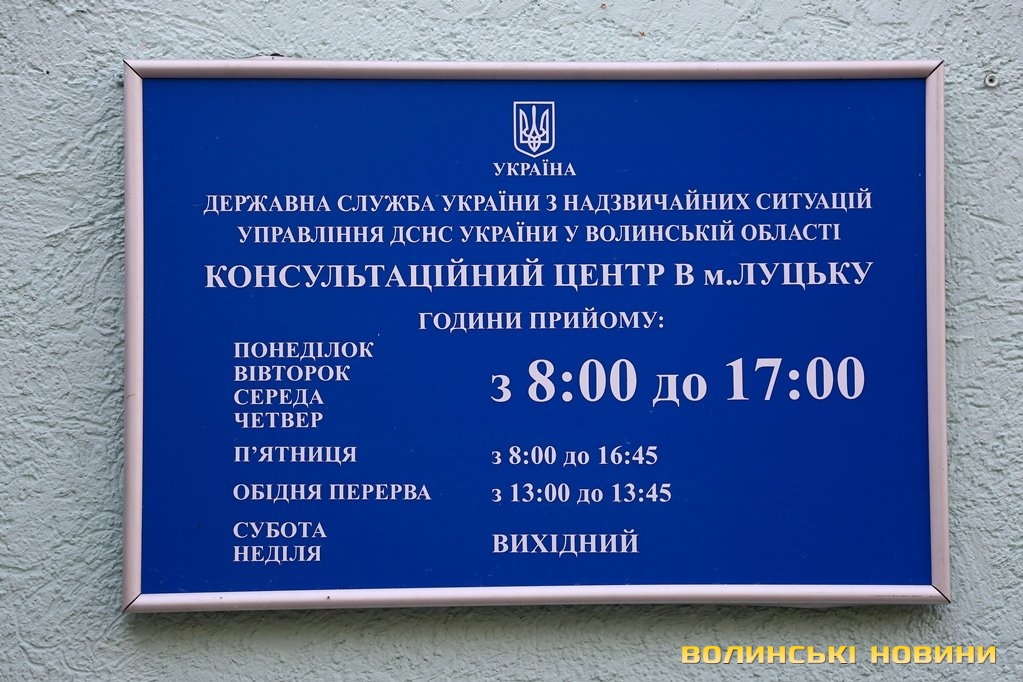 УКРАЇНА
ДЕРЖАВНА СЛУЖБА УКРАЇНИ З НАДЗВИЧАЙНИХ СИТУАЦІЙ
УПРАВЛІННЯ ДСНС УКРАЇНИ У ВОЛИНСЬКІЙ ОБЛАСТІ
КОНСУЛЬТАЦІЙНИЙ ЦЕНТР В м.ЛУЦЬКУ
ГОДИНИ ПРИЙОМУ:
ПОНЕДІЛОК
ВІВТОРОК
СЕРЕДА
ЧЕТВЕР
з 8:00 до 17:00
П’ЯТНИЦЯ з 8:00 до 16:45
ОБІДНЯ ПЕРЕРВА з 13:00 до 13:45
СУБОТА
НЕДІЛЯ
ВИХІДНИЙ
ВОЛИНСЬКІ НОВИНИ